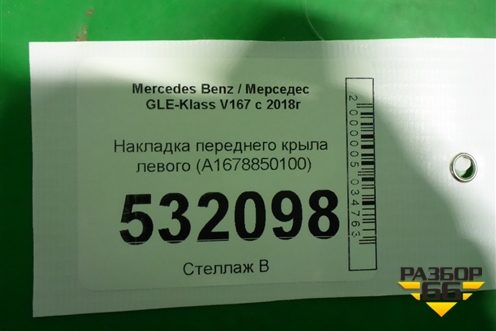 Mercedes Benz / Мерседес
GLE-Klass V167 с 2018г
Накладка переднего крыла
левого (A1678850100)
532098
Стеллаж В
2000005034763
РАЗБОР
66